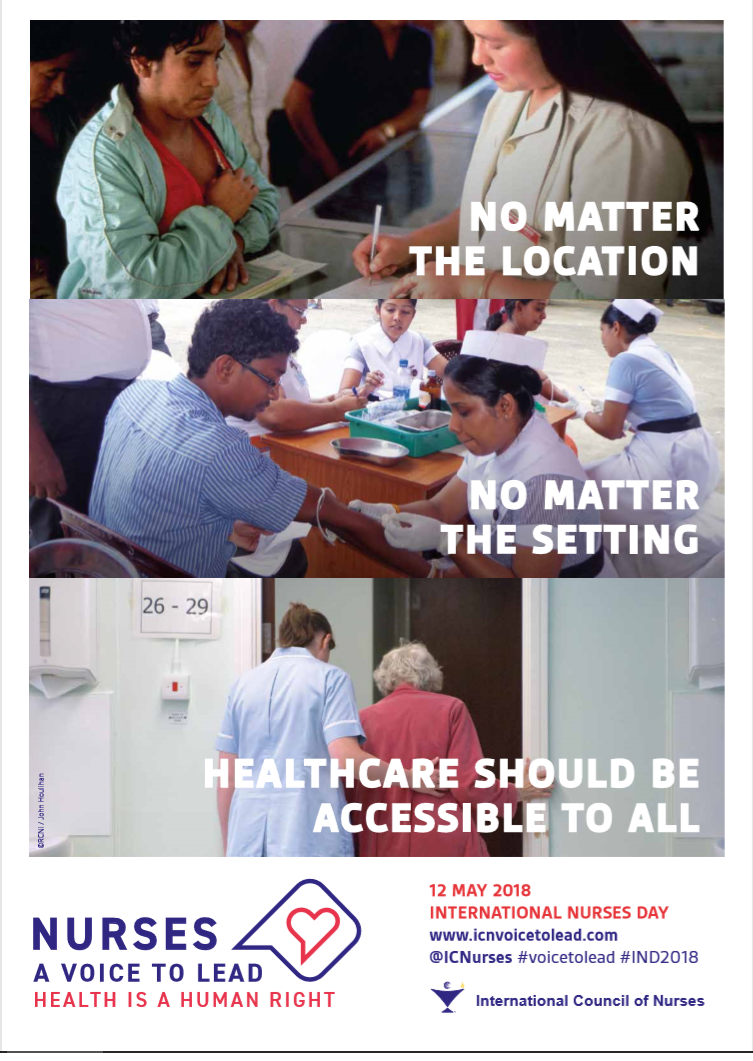 NO MATTER
THE LOCATION
NO MATTER
THE SETTING
26 - 29
HEALTHCARE SHOULD BE
ACCESSIBLE TO ALL
©RCNi / John Houlihan
NURSES
A VOICE TO LEAD
HEALTH IS A HUMAN RIGHT
12 MAY 2018
INTERNATIONAL NURSES DAY
www.icnvoicetolead.com
@ICNurses #voicetolead #IND2018
International Council of Nurses